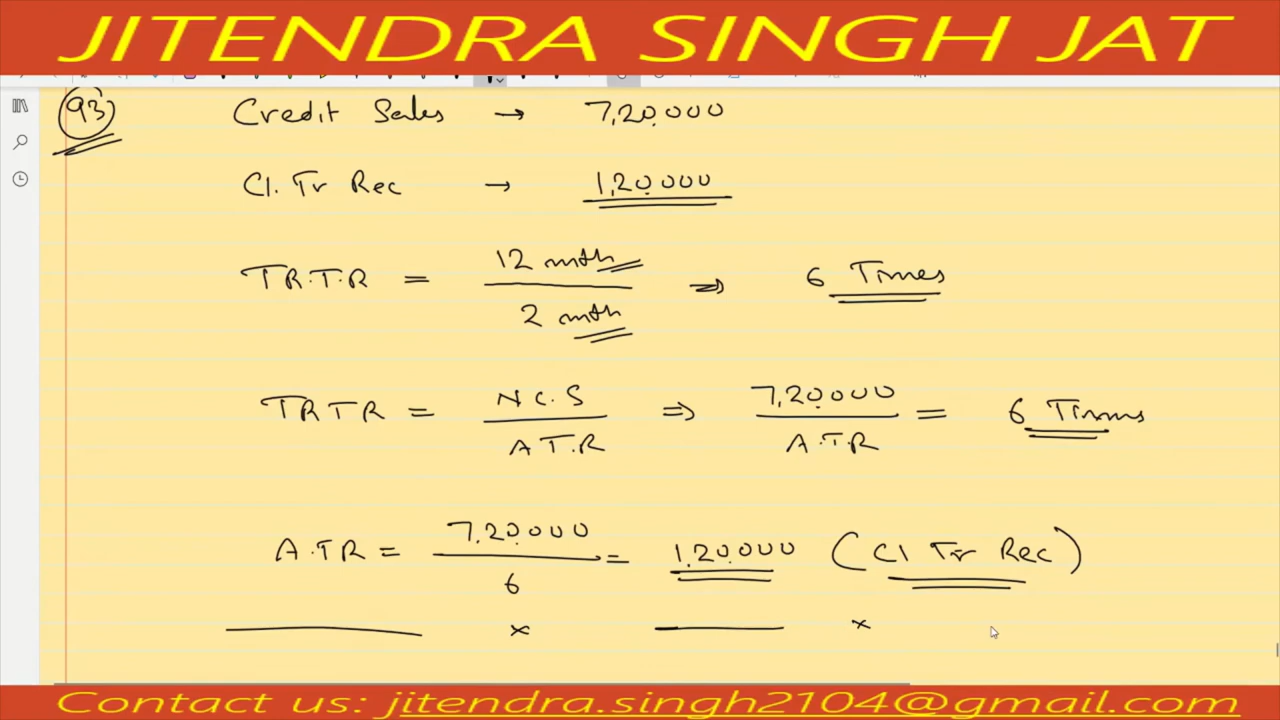 JITENDRA SINGH JAT
93 Credit Sales → 7,20,000
Cl. Tr Rec → 1,20,000
TR.T.R = 12 mth / 2 mth ⇒ 6 Times
TRTR = N C.S / A T.R ⇒ 7,20,000 / A.T.R = 6 Times
A.TR = 7,20,000 / 6 = 1,20,000 (Cl Tr Rec)
x x
Contact us: jitendra.singh2104@gmail.com